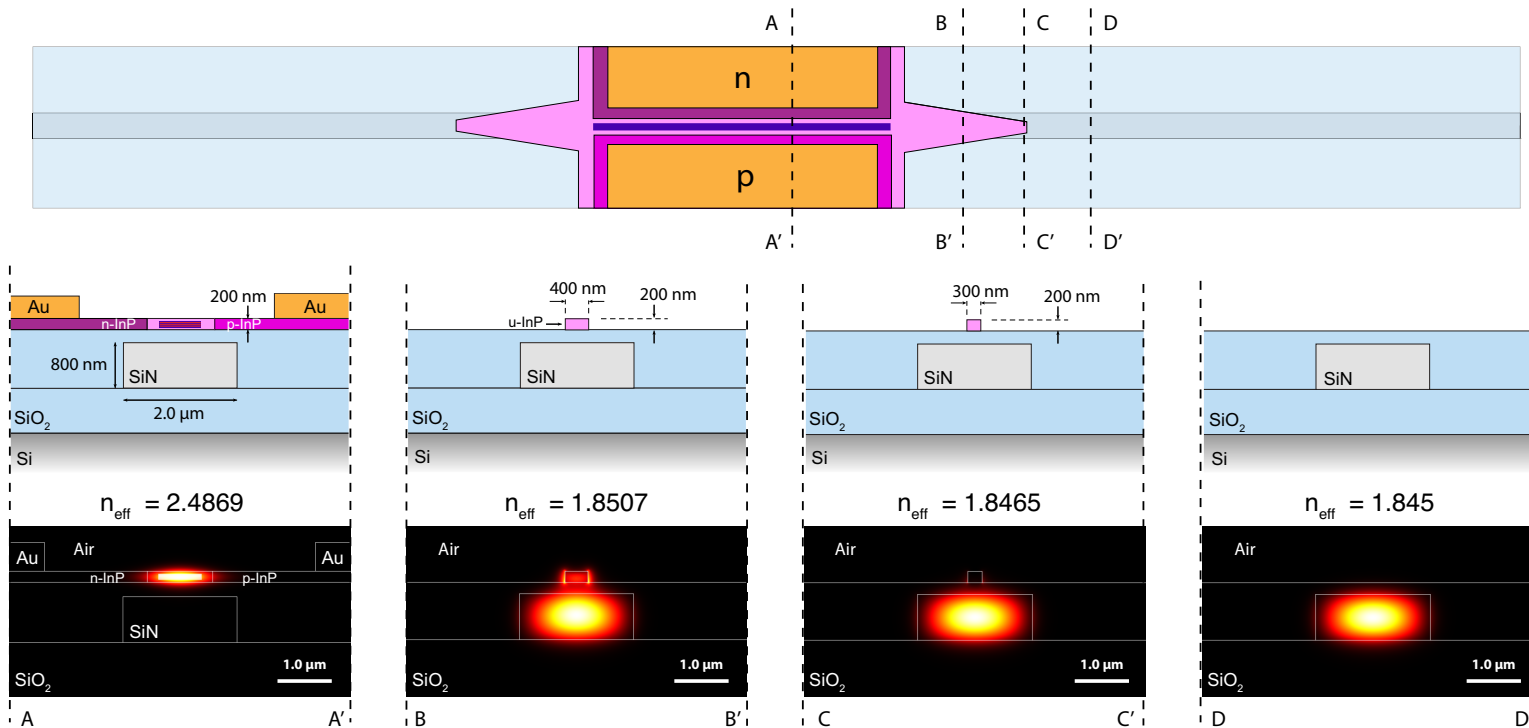 A B C D
n
p
A’ B’ C’ D’
Au 200 nm Au
n-InP p-InP
800 nm
SiN
2.0 μm
SiO2
Si
400 nm
200 nm
u-InP
SiN
SiO2
Si
300 nm
200 nm
SiN
SiO2
Si
SiN
SiO2
Si
neff = 2.4869
neff = 1.8507
neff = 1.8465
neff = 1.845
Air
Au Au
n-InP p-InP
SiN
1.0 μm
SiO2
Air
1.0 μm
SiO2
Air
1.0 μm
SiO2
Air
1.0 μm
SiO2
A A’ B B’ C C’ D D